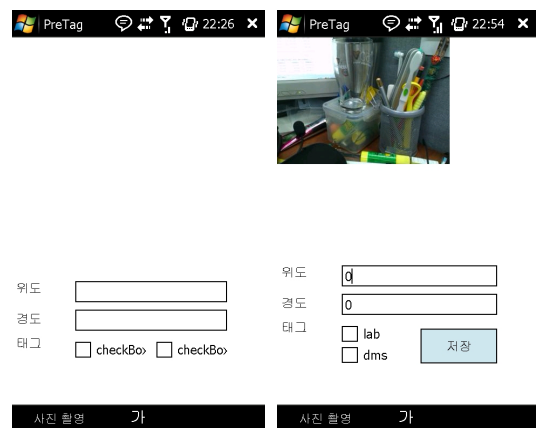 PreTag 22:26
위도
경도
태그 checkBo checkBo
사진 촬영 가
PreTag 22:54
위도 0
경도 0
태그 lab
dms
저장
사진 촬영 가